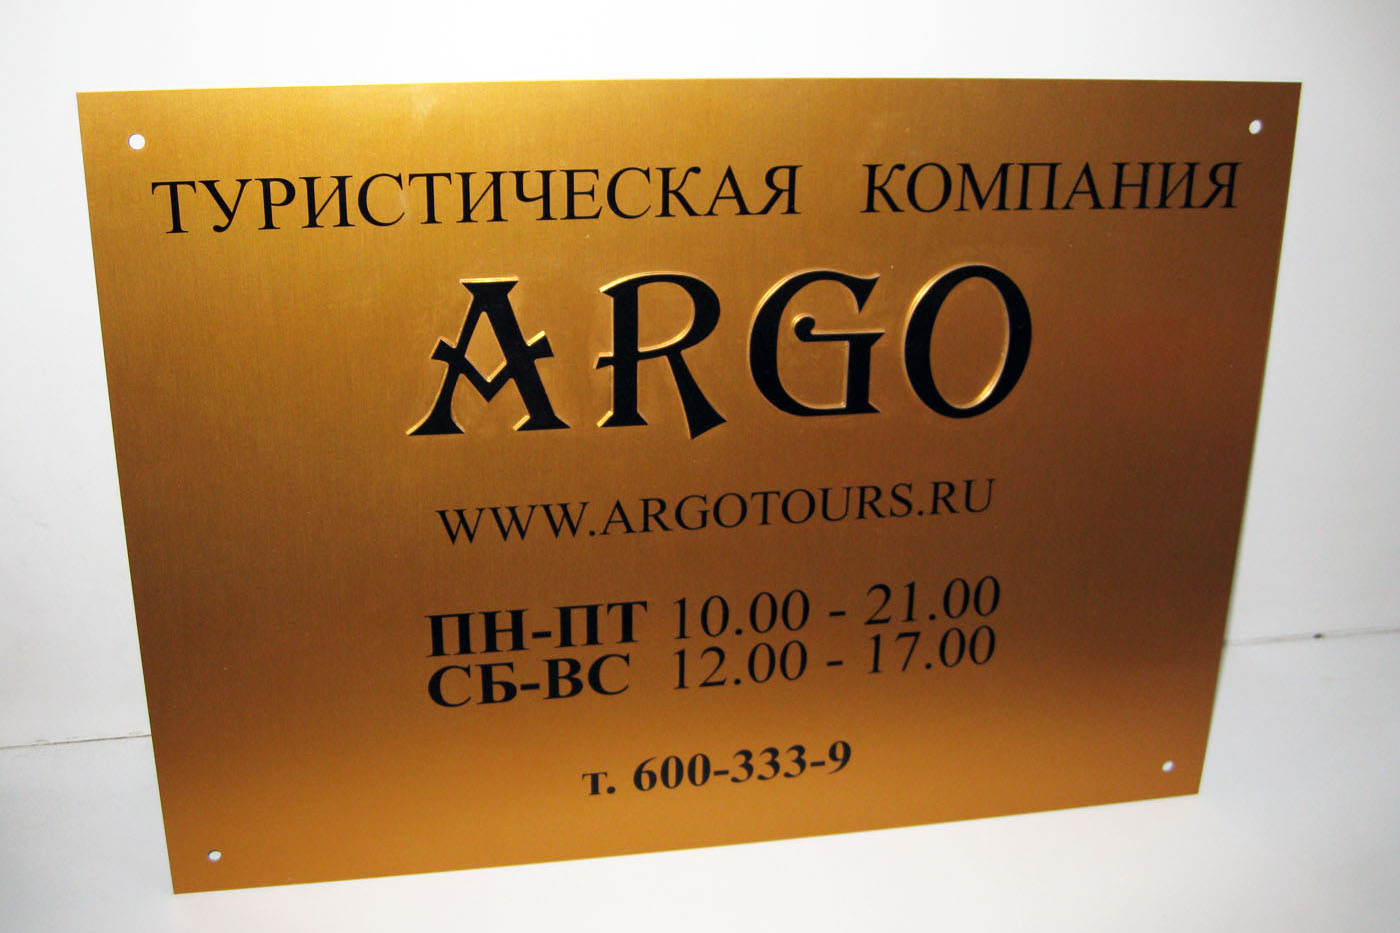 ТУРИСТИЧЕСКАЯ КОМПАНИЯ
ARGO
WWW.ARGOTOURS.RU
ПН-ПТ 10.00 - 21.00
СБ-ВС 12.00 - 17.00
т. 600-333-9